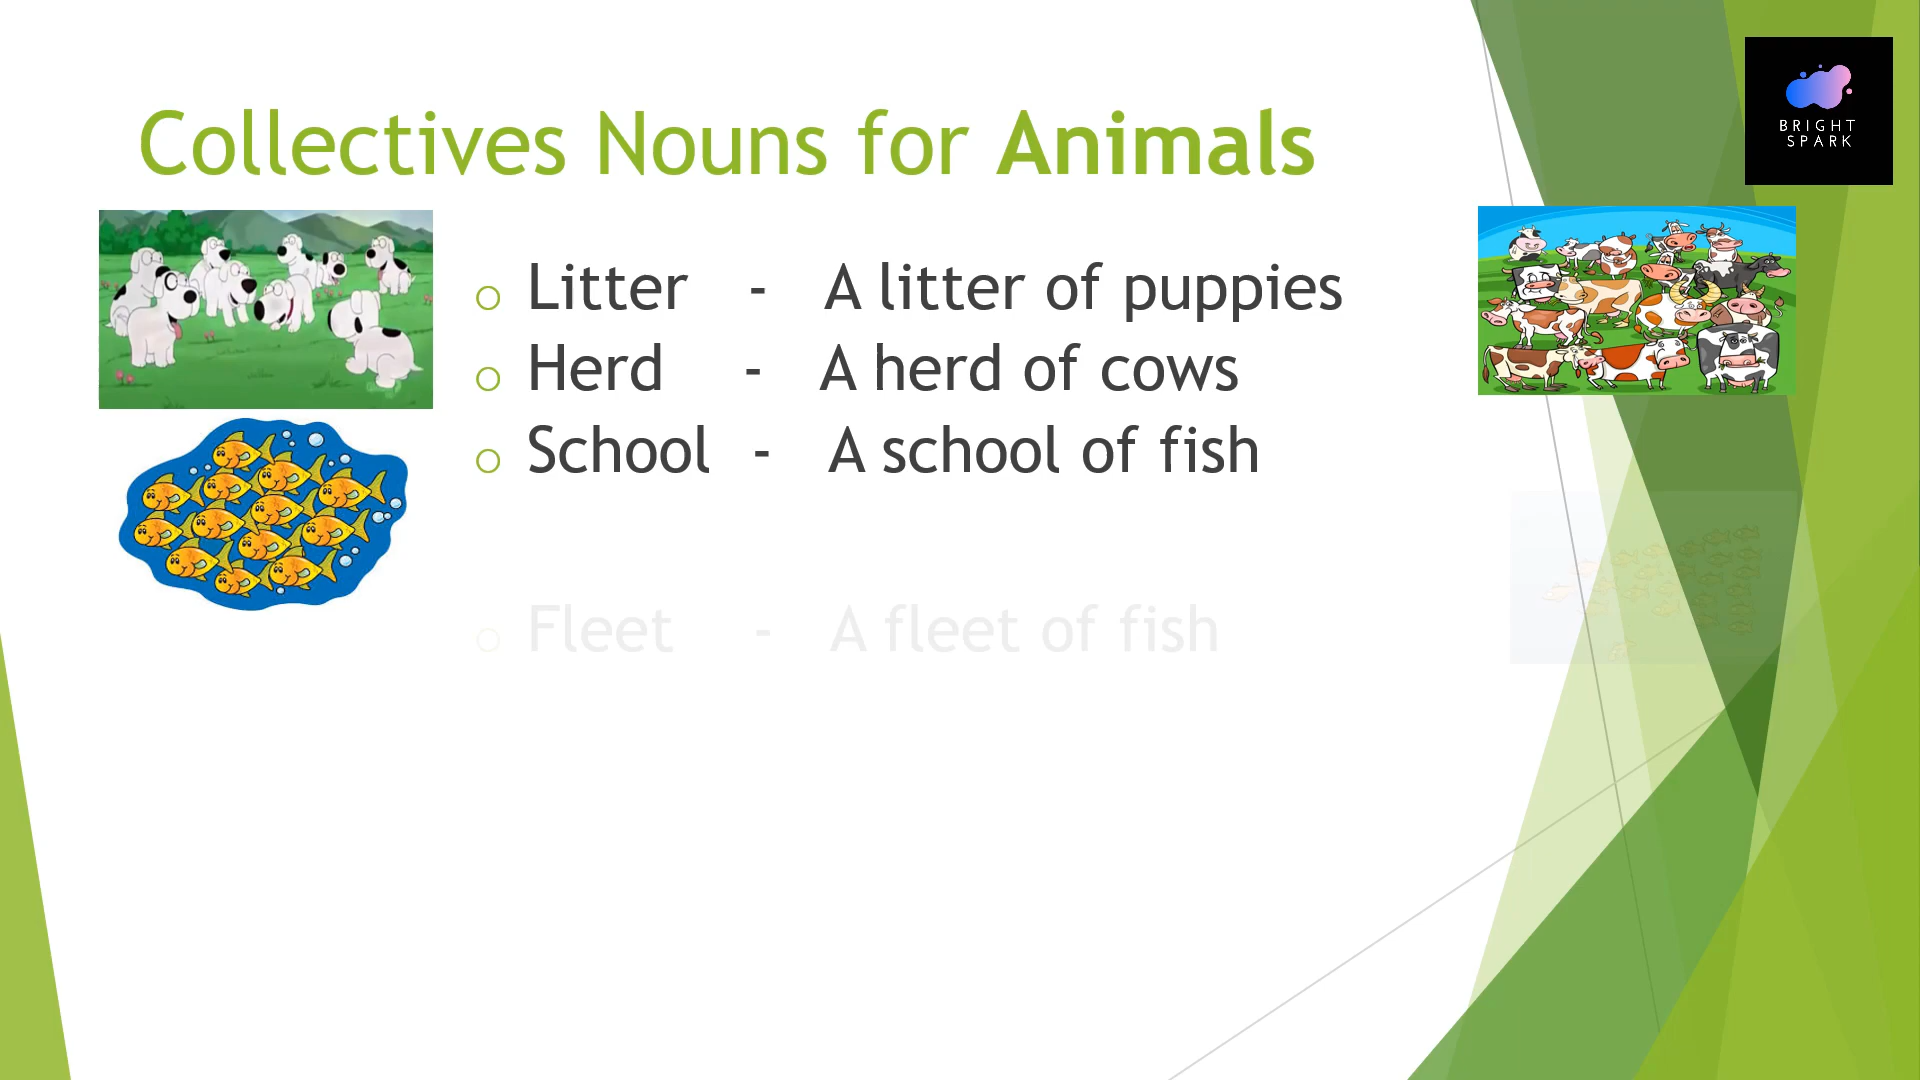 BRIGHT
SPARK
Collectives Nouns for Animals
Litter - A litter of puppies
Herd - A herd of cows
School - A school of fish
Fleet - A fleet of fish